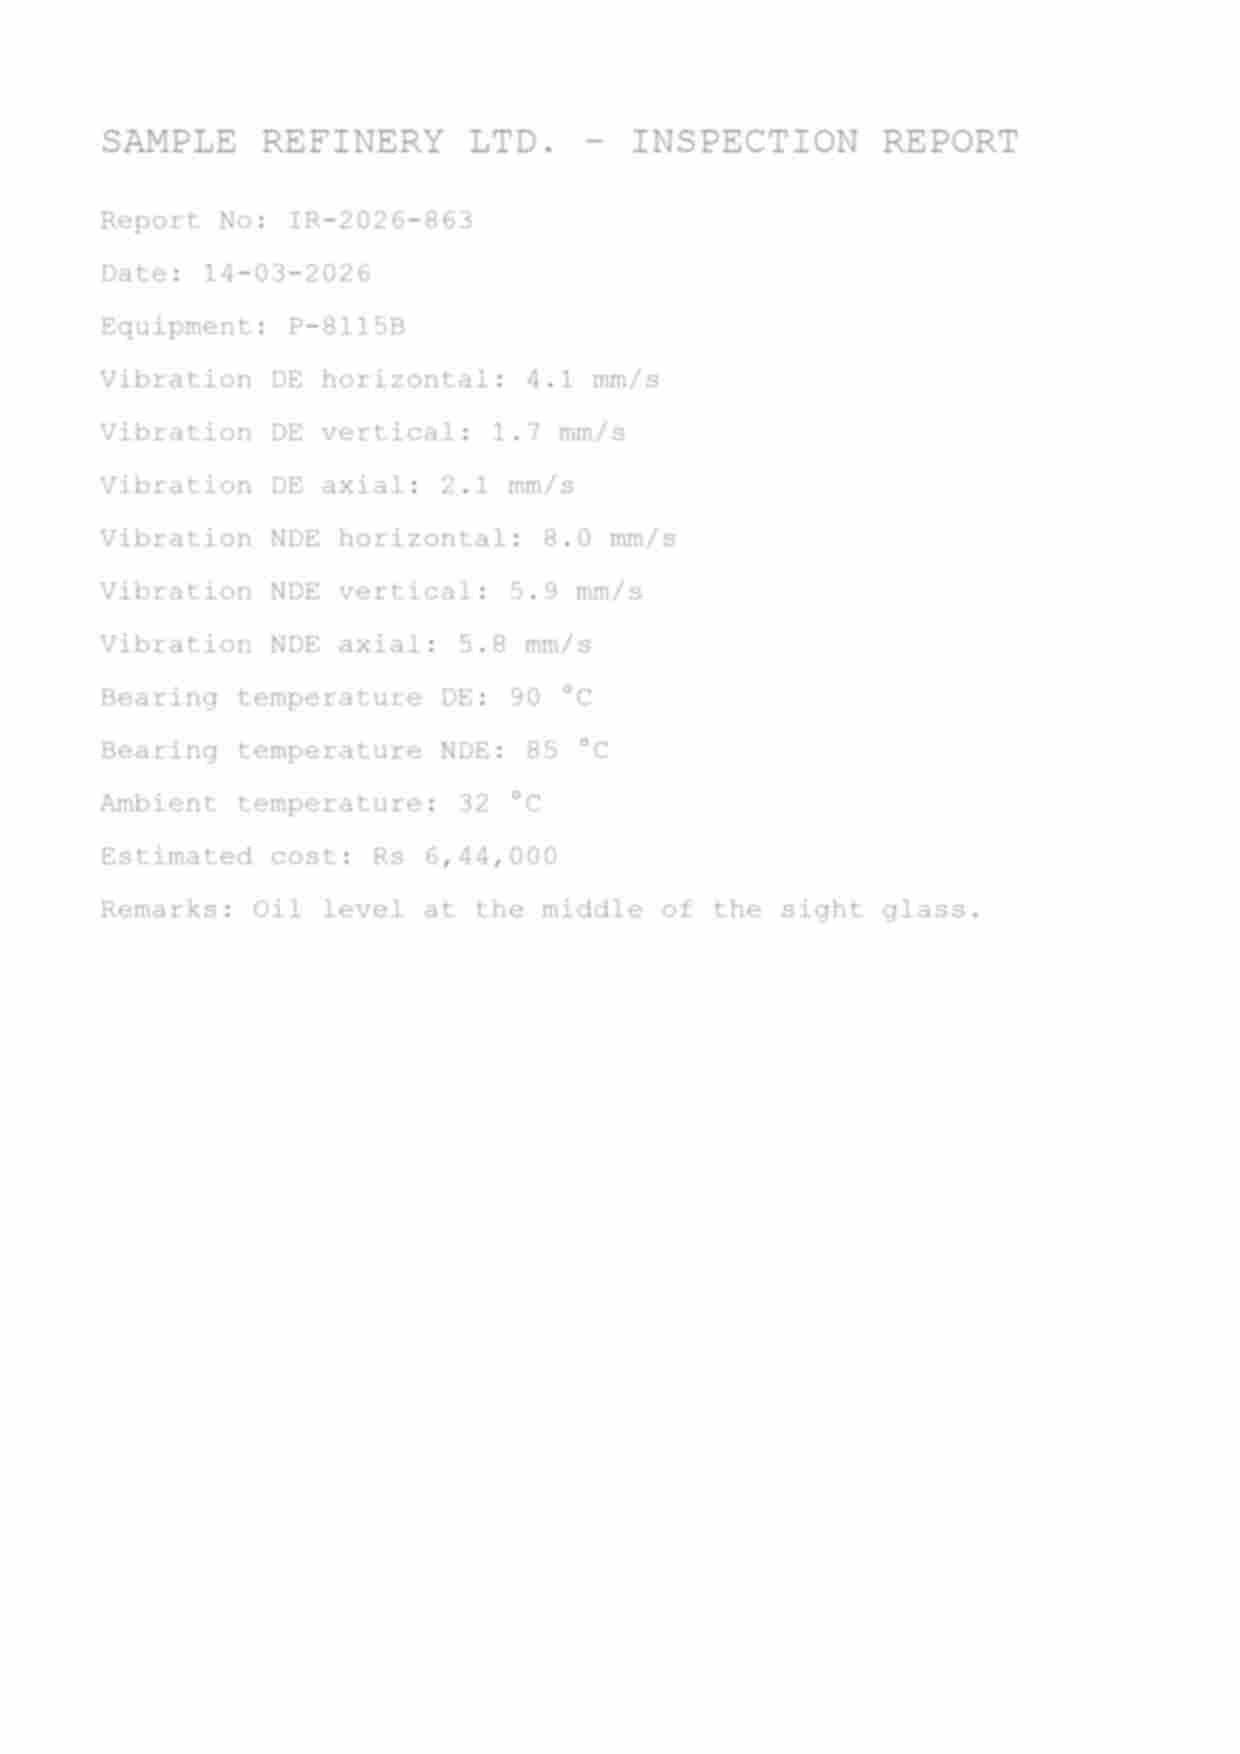 SAMPLE REFINERY LTD. - INSPECTION REPORT
Report No: IR-2026-863
Date: 14-03-2026
Equipment: P-8115B
Vibration DE horizontal: 4.1 mm/s
Vibration DE vertical: 1.7 mm/s
Vibration DE axial: 2.1 mm/s
Vibration NDE horizontal: 8.0 mm/s
Vibration NDE vertical: 5.9 mm/s
Vibration NDE axial: 5.8 mm/s
Bearing temperature DE: 90 °C
Bearing temperature NDE: 85 °C
Ambient temperature: 32 °C
Estimated cost: Rs 6,44,000
Remarks: Oil level at the middle of the sight glass.